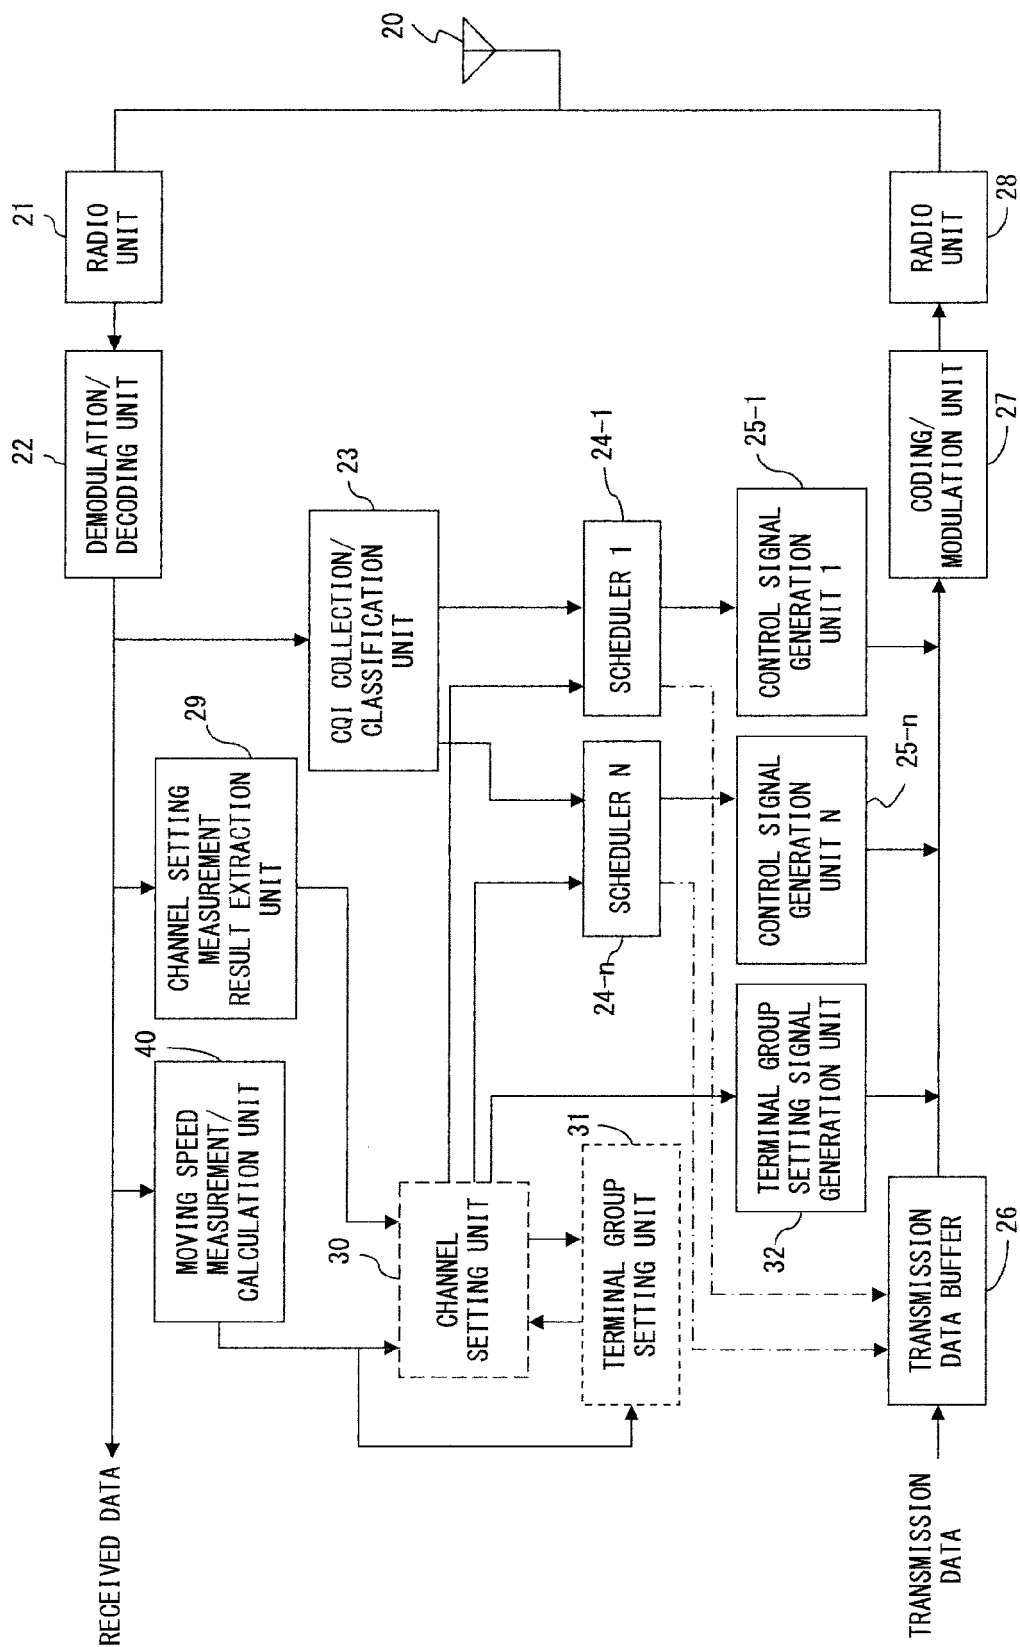 20
21
RADIO
UNIT
22
DEMODULATION/
DECODING UNIT
RECEIVED DATA
40
MOVING SPEED
MEASUREMENT/
CALCULATION UNIT
29
CHANNEL SETTING
MEASUREMENT
RESULT EXTRACTION
UNIT
23
CQI COLLECTION/
CLASSIFICATION
UNIT
30
CHANNEL
SETTING UNIT
31
TERMINAL GROUP
SETTING UNIT
24-n
SCHEDULER N
24-1
SCHEDULER 1
32
TERMINAL GROUP
SETTING SIGNAL
GENERATION UNIT
25-n
CONTROL SIGNAL
GENERATION
UNIT N
25-1
CONTROL SIGNAL
GENERATION
UNIT 1
TRANSMISSION
DATA
26
TRANSMISSION
DATA BUFFER
27
CODING/
MODULATION UNIT
28
RADIO
UNIT